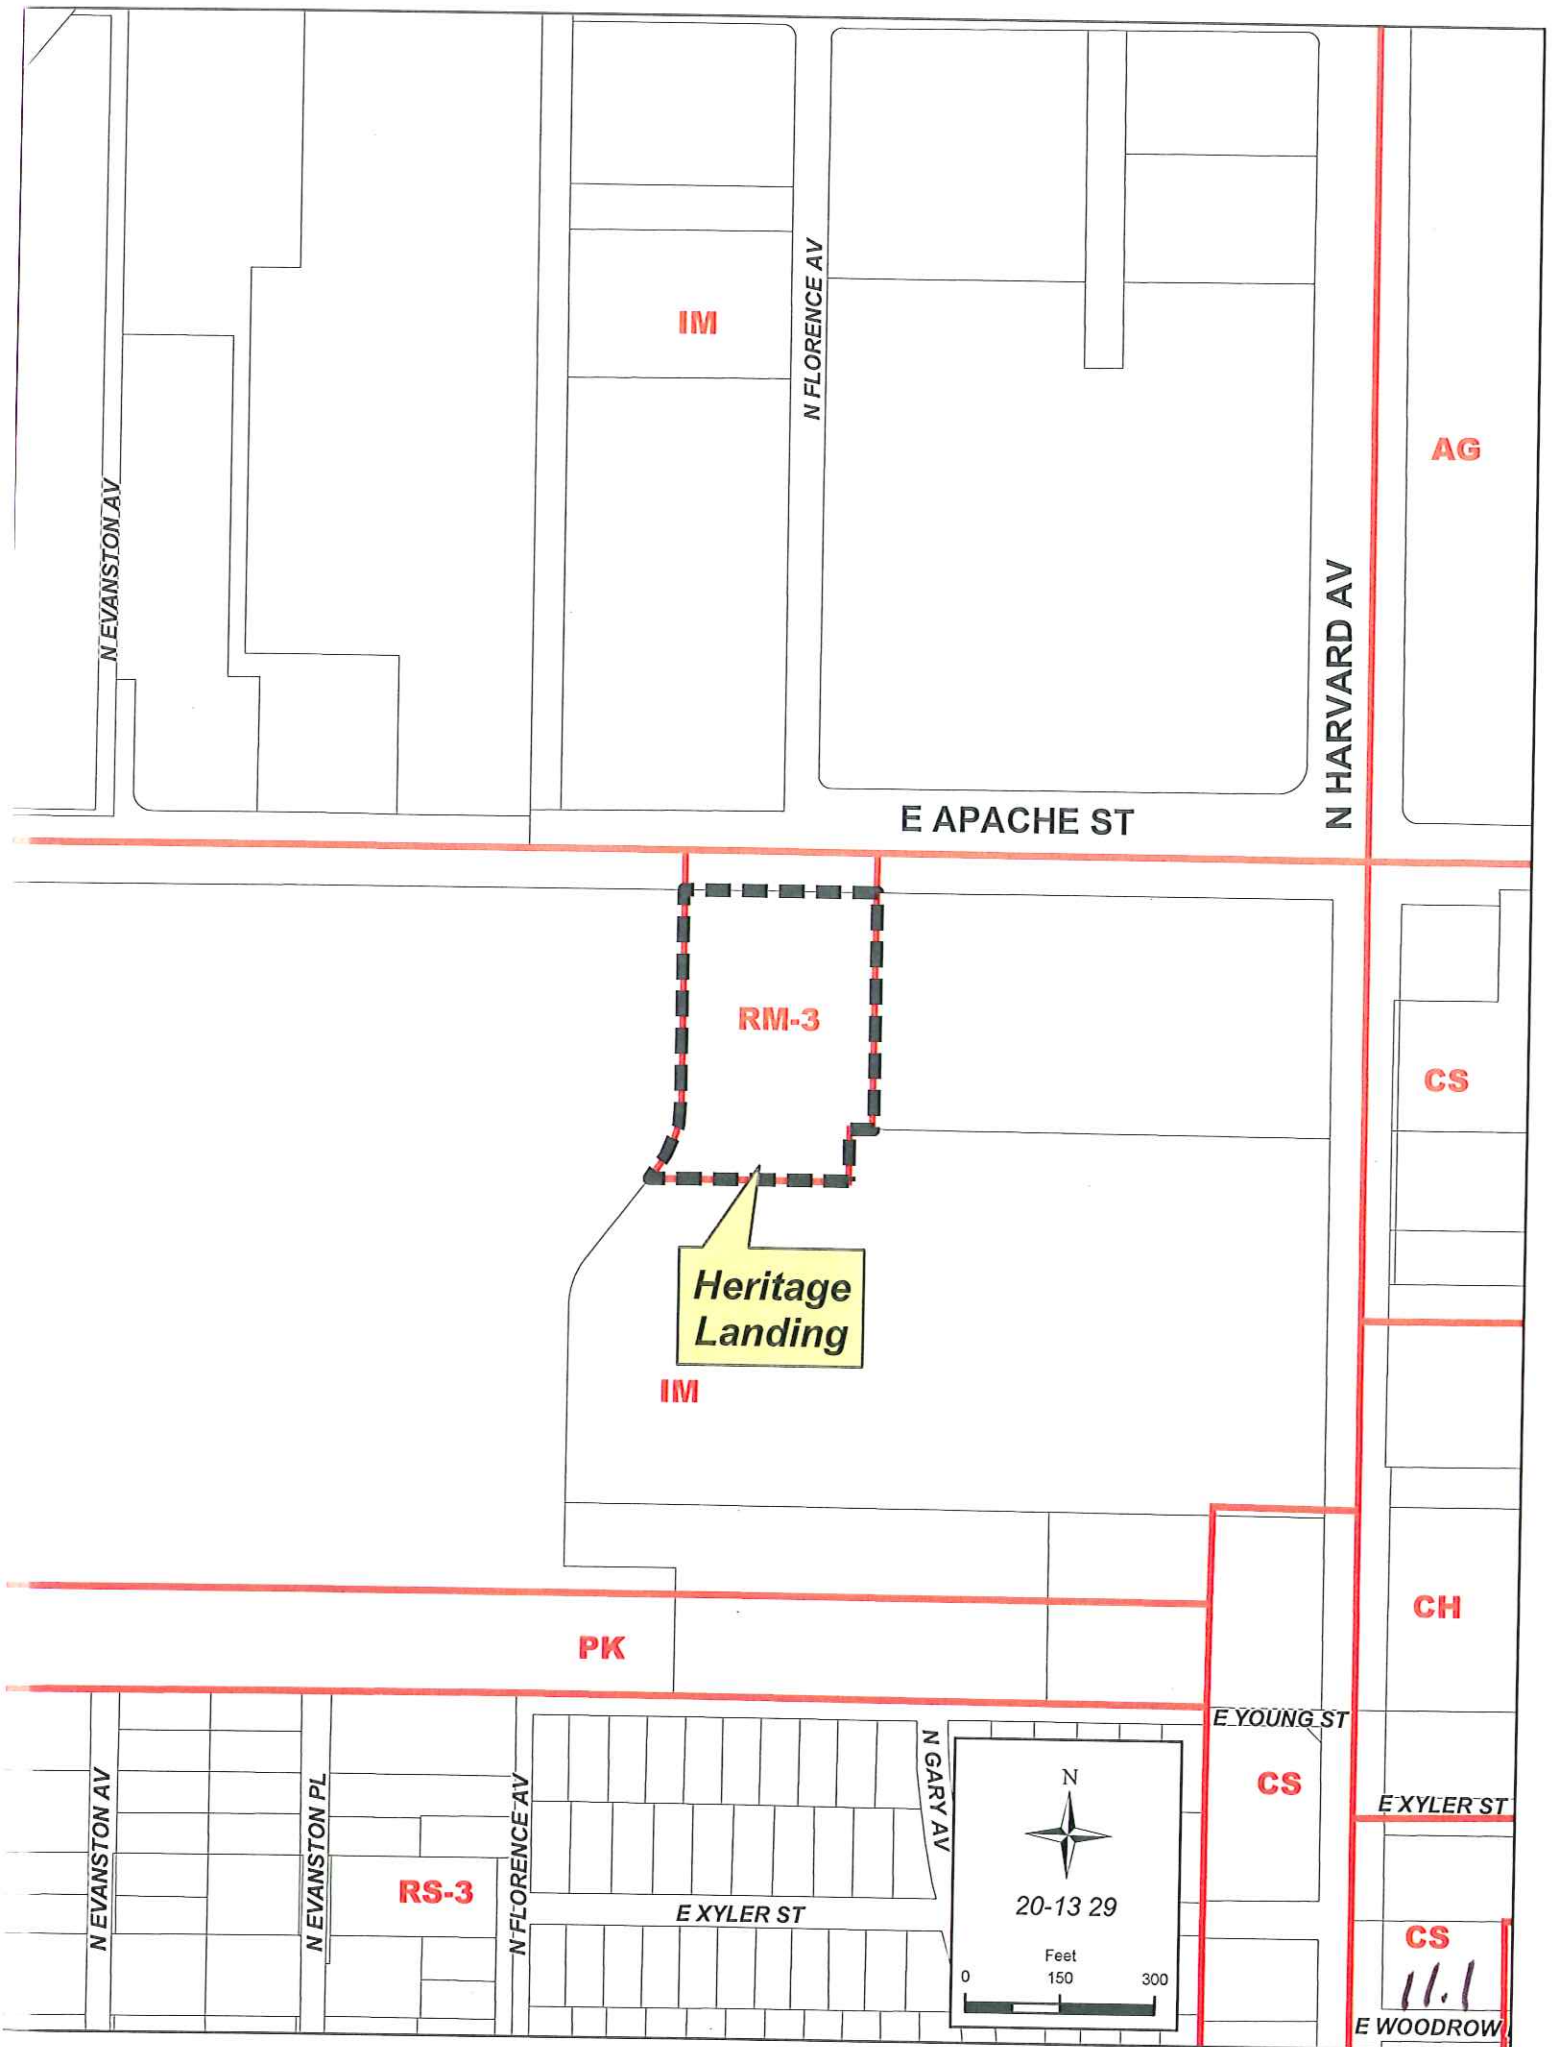 IM
N FLORENCE AV
AG
N EVANSTON AV
N HARVARD AV
E APACHE ST
RM-3
CS
Heritage
Landing
IM
CH
PK
E YOUNG ST
N GARY AV
CS
E XYLER ST
N EVANSTON AV
N EVANSTON PL
N FLORENCE AV
RS-3
E XYLER ST
N
20-13 29
Feet
0 150 300
CS
11.1
E WOODROW